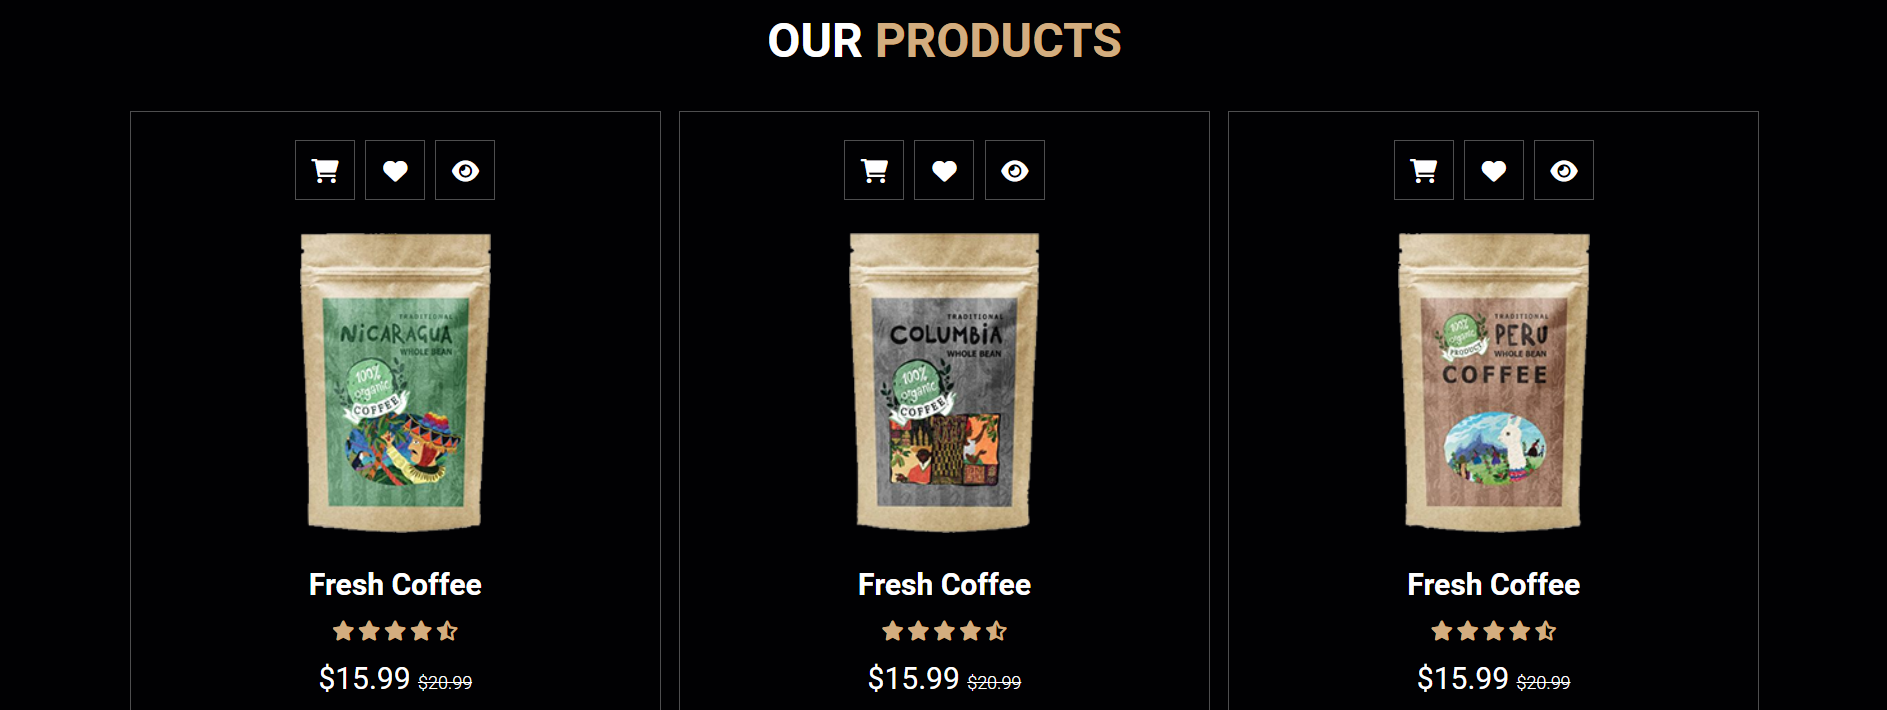 OUR PRODUCTS
TRADITIONAL
NiCARAGUA
WHOLE BEAN
100%
organic
COFFEE
Fresh Coffee
$15.99 $20.99
TRADITIONAL
COLUMBiA
WHOLE BEAN
100%
organic
COFFEE
Fresh Coffee
$15.99 $20.99
TRADITIONAL
PERU
WHOLE BEAN
100%
organic
PRODUCT
COFFEE
Fresh Coffee
$15.99 $20.99